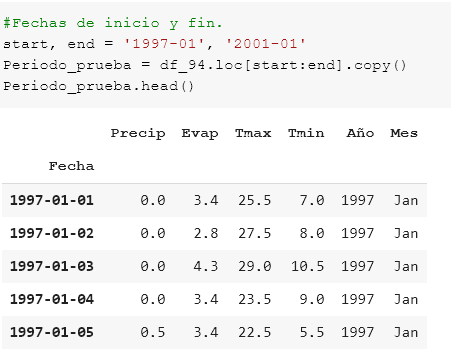 #Fechas de inicio y fin.
start, end = '1997-01', '2001-01'
Periodo_prueba = df_94.loc[start:end].copy()
Periodo_prueba.head()
Precip Evap Tmax Tmin Año Mes
Fecha
1997-01-01 0.0 3.4 25.5 7.0 1997 Jan
1997-01-02 0.0 2.8 27.5 8.0 1997 Jan
1997-01-03 0.0 4.3 29.0 10.5 1997 Jan
1997-01-04 0.0 3.4 23.5 9.0 1997 Jan
1997-01-05 0.5 3.4 22.5 5.5 1997 Jan